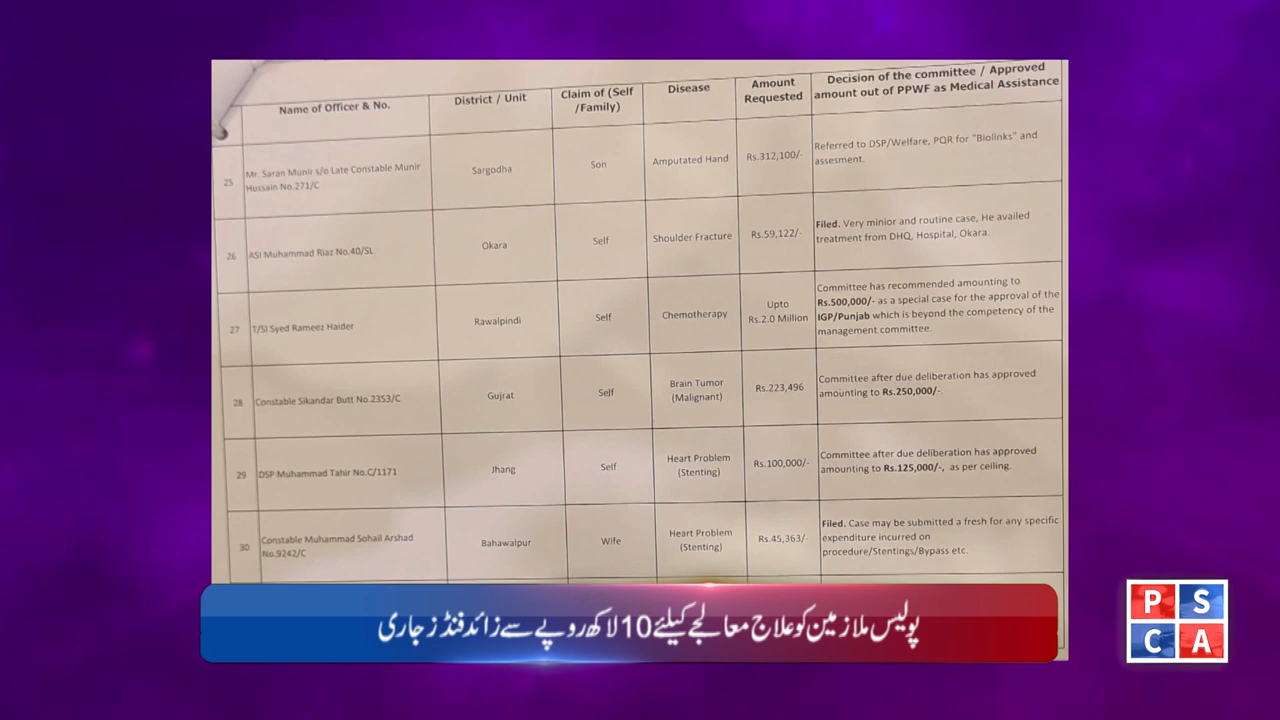 Name of Officer & No.
District / Unit
Claim of (Self
/Family)
Disease
Amount
Requested
Decision of the committee / Approved
amount out of PPWF as Medical Assistance
25
Mr. Saran Munir s/o Late Constable Munir
Hussain No.271/C
Sargodha
Son
Amputated Hand
Rs.312,100/-
Referred to DSP/Welfare, PQR for "Biolinks" and
assesment.
26
ASI Muhammad Riaz No.40/SL
Okara
Self
Shoulder Fracture
Rs.59,122/-
Filed. Very minior and routine case, He availed
treatment from DHQ, Hospital, Okara.
27
T/SI Syed Rameez Haider
Rawalpindi
Self
Chemotherapy
Upto
Rs.2.0 Million
Committee has recommended amounting to
Rs.500,000/- as a special case for the approval of the
IGP/Punjab which is beyond the competency of the
management committee.
28
Constable Sikandar Butt No.2353/C
Gujrat
Self
Brain Tumor
(Malignant)
Rs.223,496
Committee after due deliberation has approved
amounting to Rs.250,000/-.
29
DSP Muhammad Tahir No.C/1171
Jhang
Self
Heart Problem
(Stenting)
Rs.100,000/-
Committee after due deliberation has approved
amounting to Rs.125,000/-, as per ceiling.
30
Constable Muhammad Sohail Arshad
No.9242/C
Bahawalpur
Wife
Heart Problem
(Stenting)
Rs.45,363/-
Filed. Case may be submitted a fresh for any specific
expenditure incurred on
procedure/Stentings/Bypass etc.
پولیس ملازمین کو علاج معالجے کیلئے 10 لاکھ روپے سے زائد فنڈز جاری
P S
C A